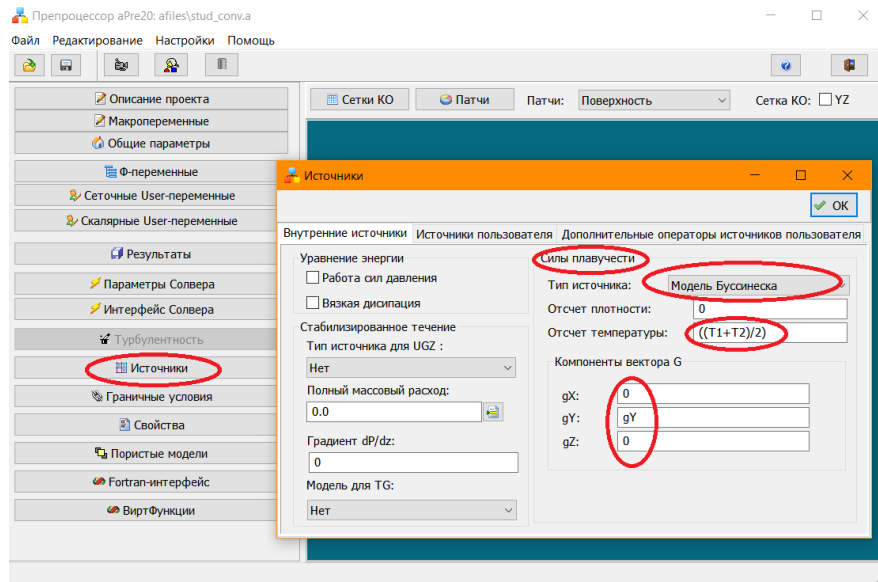 Препроцессор aPre20: afiles\stud_conv.a
Файл Редактирование Настройки Помощь
Описание проекта
Макропеременные
Общие параметры
Ф-переменные
Сеточные User-переменные
Скалярные User-переменные
Результаты
Параметры Солвера
Интерфейс Солвера
Турбулентность
Источники
Граничные условия
Свойства
Пористые модели
Fortran-интерфейс
ВиртФункции
Сетки КО Патчи Патчи: Поверхность Сетка КО: YZ
Источники
OK
Внутренние источники Источники пользователя Дополнительные операторы источников пользователя
Уравнение энергии
Работа сил давления
Вязкая дисипация
Стабилизированное течение
Тип источника для UGZ :
Нет
Полный массовый расход:
0.0
Градиент dP/dz:
0
Модель для TG:
Нет
Силы плавучести
Тип источника: Модель Буссинеска
Отсчет плотности: 0
Отсчет температуры: ((T1+T2)/2)
Компоненты вектора G
gX: 0
gY: gY
gZ: 0